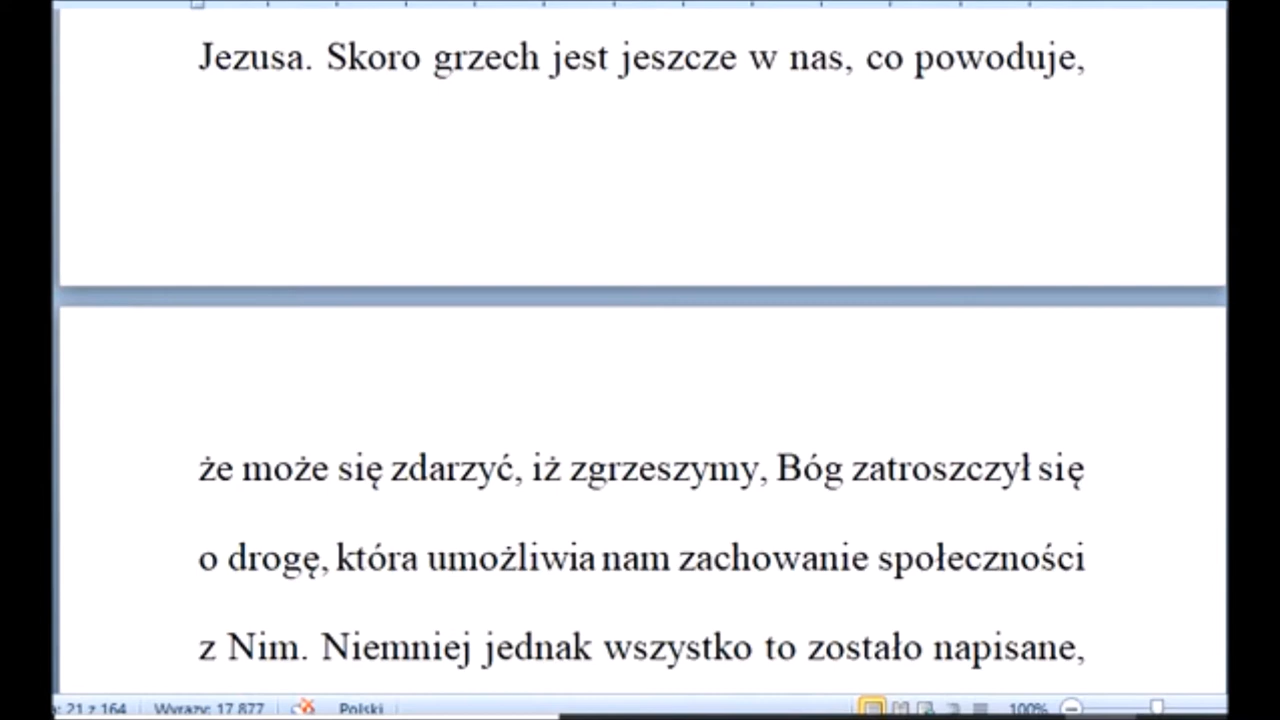 Jezusa. Skoro grzech jest jeszcze w nas, co powoduje,
że może się zdarzyć, iż zgrzeszymy, Bóg zatroszczył się
o drogę, która umożliwia nam zachowanie społeczności
z Nim. Niemniej jednak wszystko to zostało napisane,
21 z 164 Wyrazy: 17 877 Polski 100%